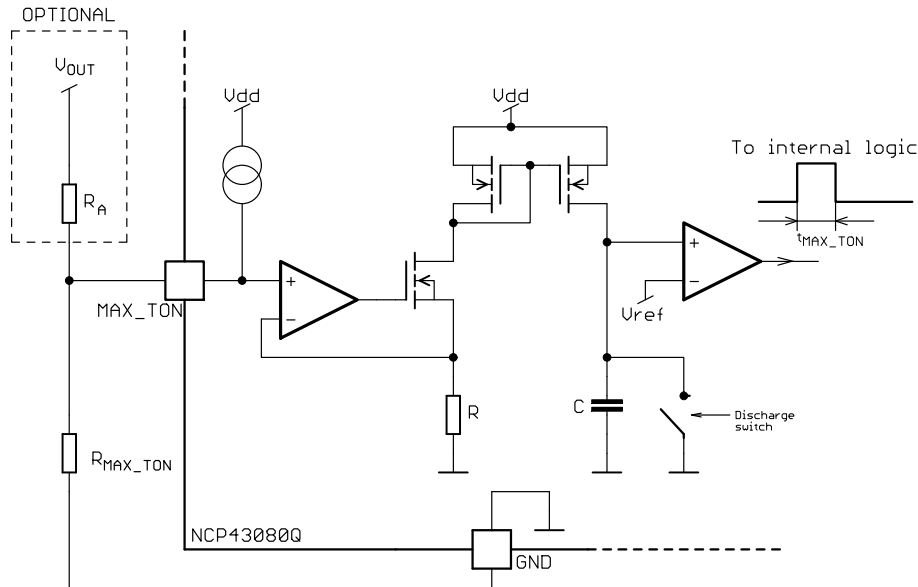 OPTIONAL
VOUT
Vdd
Vdd
To internal logic
RA
tMAX_TON
MAX_TON
+
−
+
−
Vref
R
C
Discharge
switch
RMAX_TON
NCP43080Q
GND